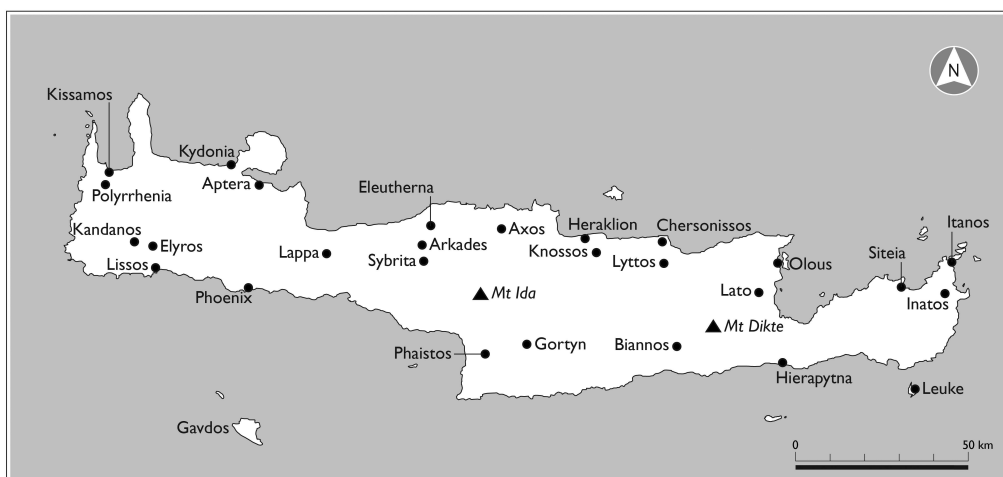 N
Kissamos
Kydonia
Aptera
Polyrrhenia
Eleutherna
Kandanos
Elyros
Lissos
Phoenix
Lappa
Arkades
Sybrita
Axos
Heraklion
Knossos
Chersonissos
Lyttos
Itanos
Siteia
Olous
Lato
Inatos
Mt Ida
Mt Dikte
Phaistos
Gortyn
Biannos
Hierapytna
Leuke
Gavdos
0
50 km